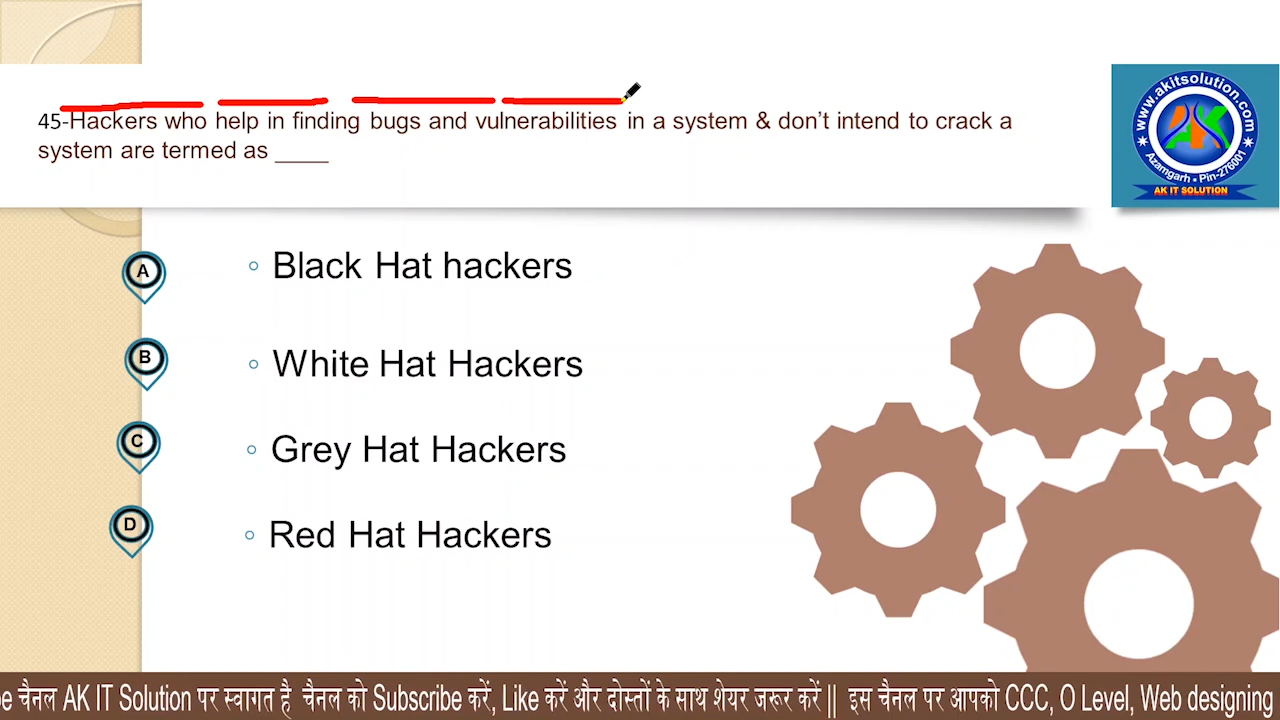 45-Hackers who help in finding bugs and vulnerabilities in a system & don’t intend to crack a
system are termed as ____
www.akitsolution.com
AK
Azamgarh • Pin-276001
AK IT SOLUTION
A
Black Hat hackers
B
White Hat Hackers
C
Grey Hat Hackers
D
Red Hat Hackers
चैनल AK IT Solution पर स्वागत है चैनल को Subscribe करें, Like करें और दोस्तों के साथ शेयर जरूर करें || इस चैनल पर आपको CCC, O Level, Web designing